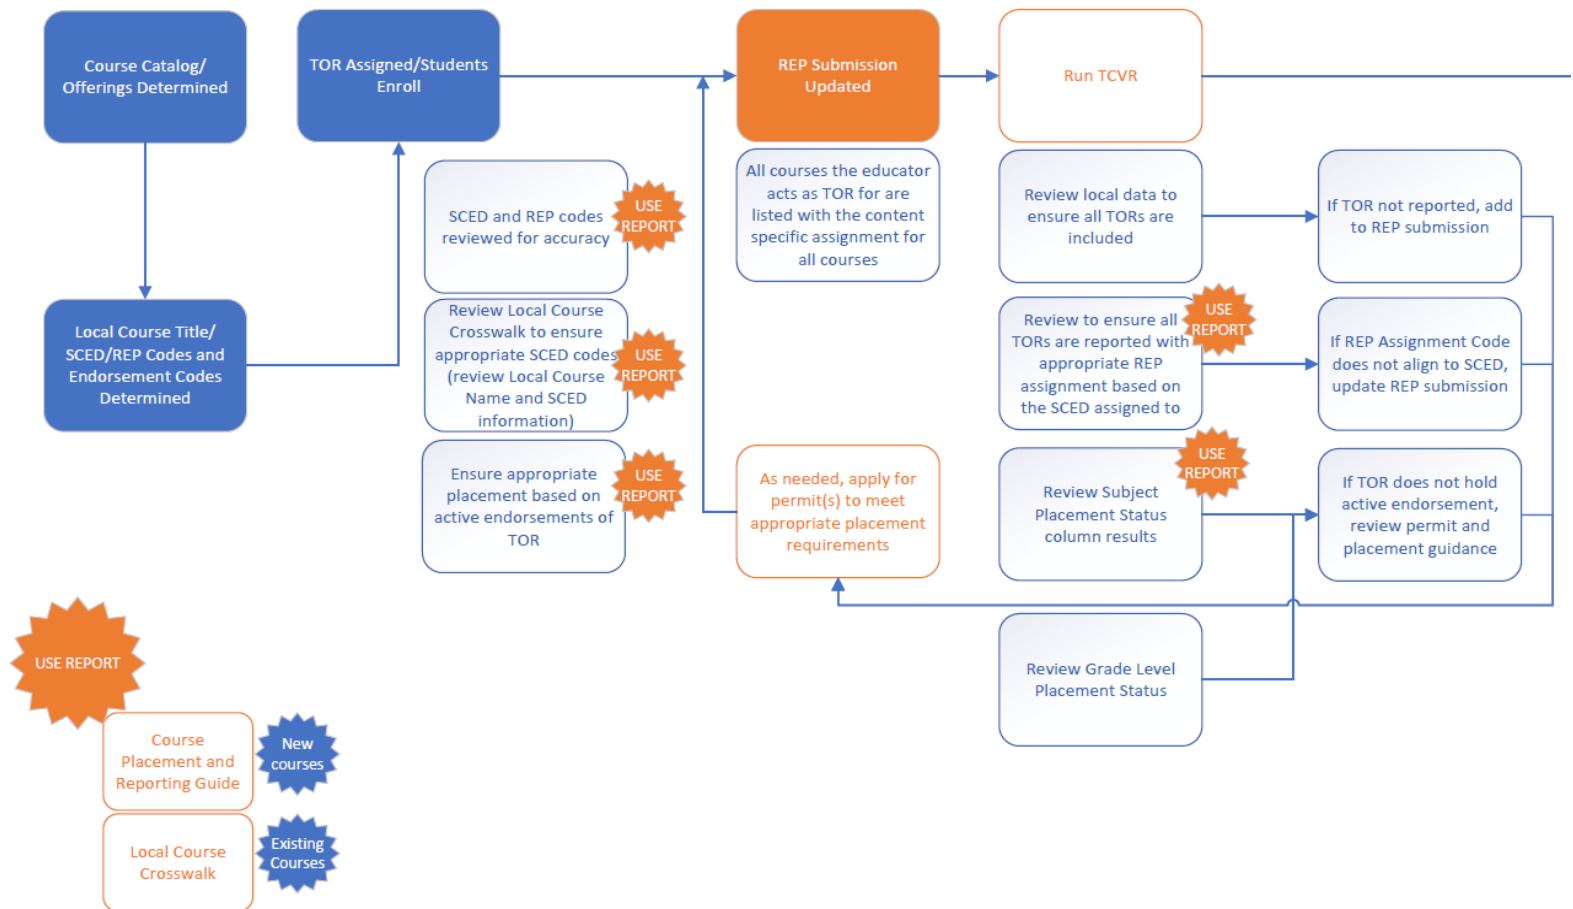 Course Catalog/
Offerings Determined
TOR Assigned/Students
Enroll
REP Submission
Updated
Run TCVR
SCED and REP codes
reviewed for accuracy
USE
REPORT
All courses the educator
acts as TOR for are
listed with the content
specific assignment for
all courses
Review local data to
ensure all TORs are
included
If TOR not reported, add
to REP submission
Local Course Title/
SCED/REP Codes and
Endorsement Codes
Determined
Review Local Course
Crosswalk to ensure
appropriate SCED codes
(review Local Course
Name and SCED
information)
USE
REPORT
Review to ensure all
TORs are reported with
appropriate REP
assignment based on
the SCED assigned to
USE
REPORT
If REP Assignment Code
does not align to SCED,
update REP submission
Ensure appropriate
placement based on
active endorsements of
TOR
USE
REPORT
As needed, apply for
permit(s) to meet
appropriate placement
requirements
Review Subject
Placement Status
column results
USE
REPORT
If TOR does not hold
active endorsement,
review permit and
placement guidance
Review Grade Level
Placement Status
USE REPORT
Course
Placement and
Reporting Guide
New
courses
Local Course
Crosswalk
Existing
Courses